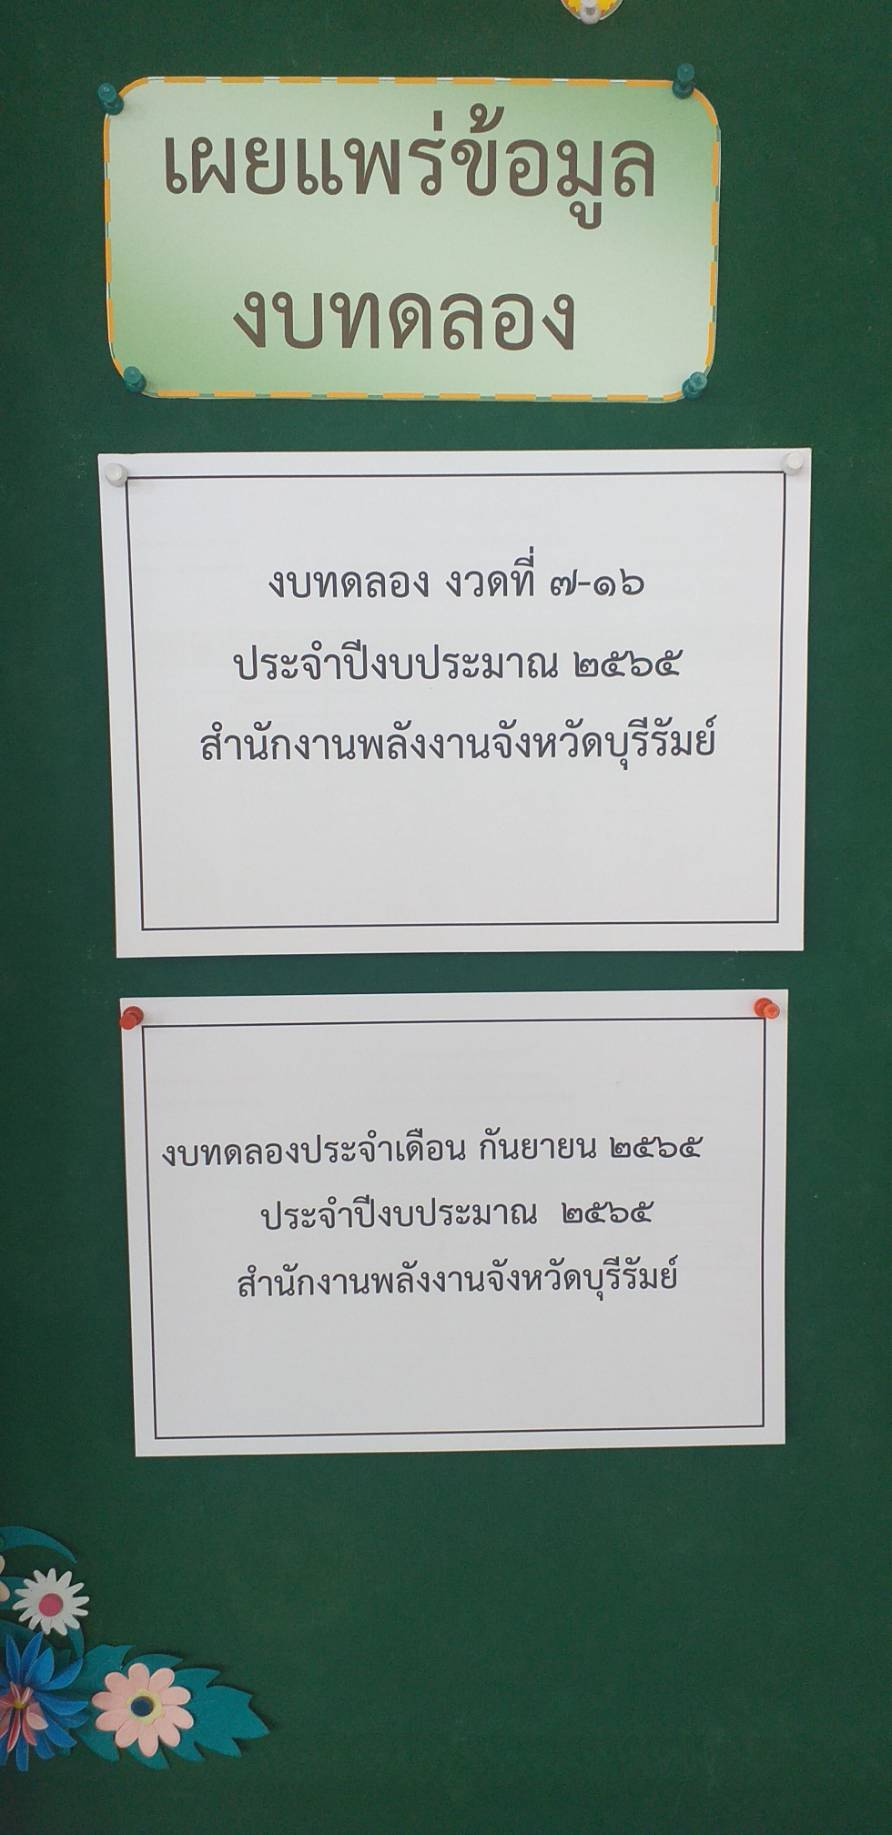 เผยแพร่ข้อมูล
งบทดลอง
งบทดลอง งวดที่ ๗-๑๖
ประจำปีงบประมาณ ๒๕๖๕
สำนักงานพลังงานจังหวัดบุรีรัมย์
งบทดลองประจำเดือน กันยายน ๒๕๖๕
ประจำปีงบประมาณ ๒๕๖๕
สำนักงานพลังงานจังหวัดบุรีรัมย์